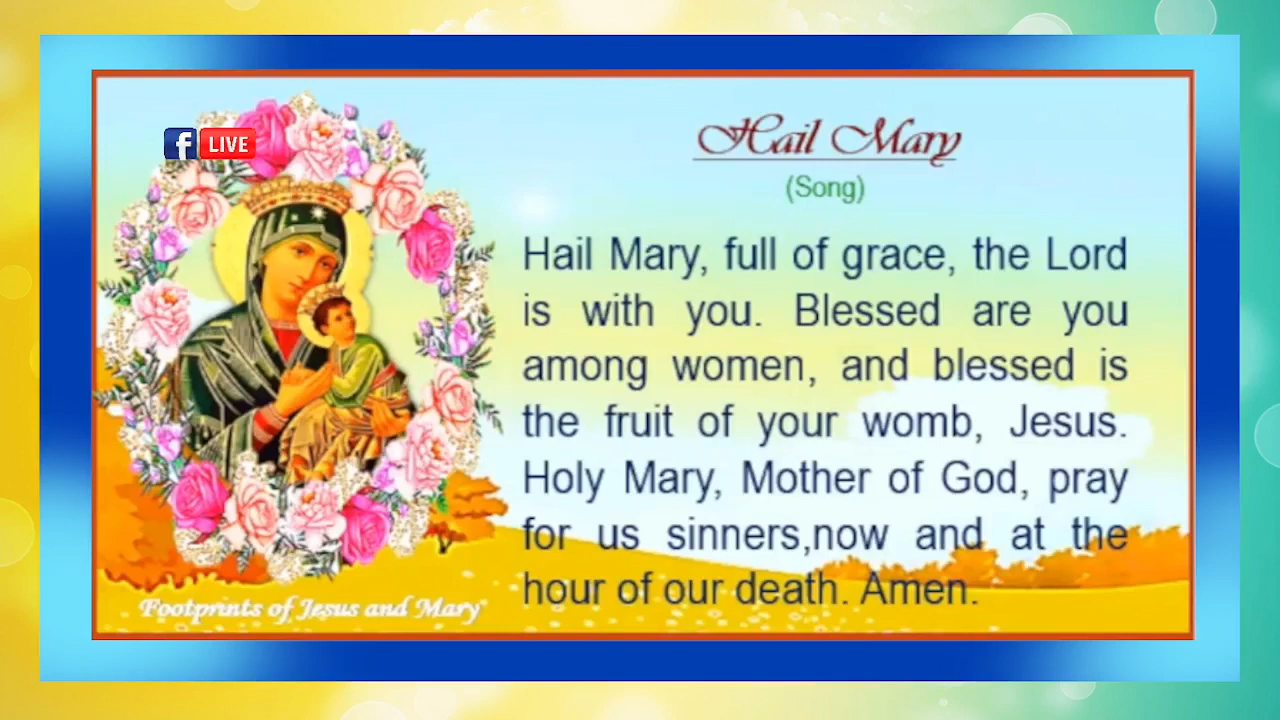 f LIVE
Hail Mary
(Song)
Hail Mary, full of grace, the Lord
is with you. Blessed are you
among women, and blessed is
the fruit of your womb, Jesus.
Holy Mary, Mother of God, pray
for us sinners,now and at the
hour of our death. Amen.
Footprints of Jesus and Mary